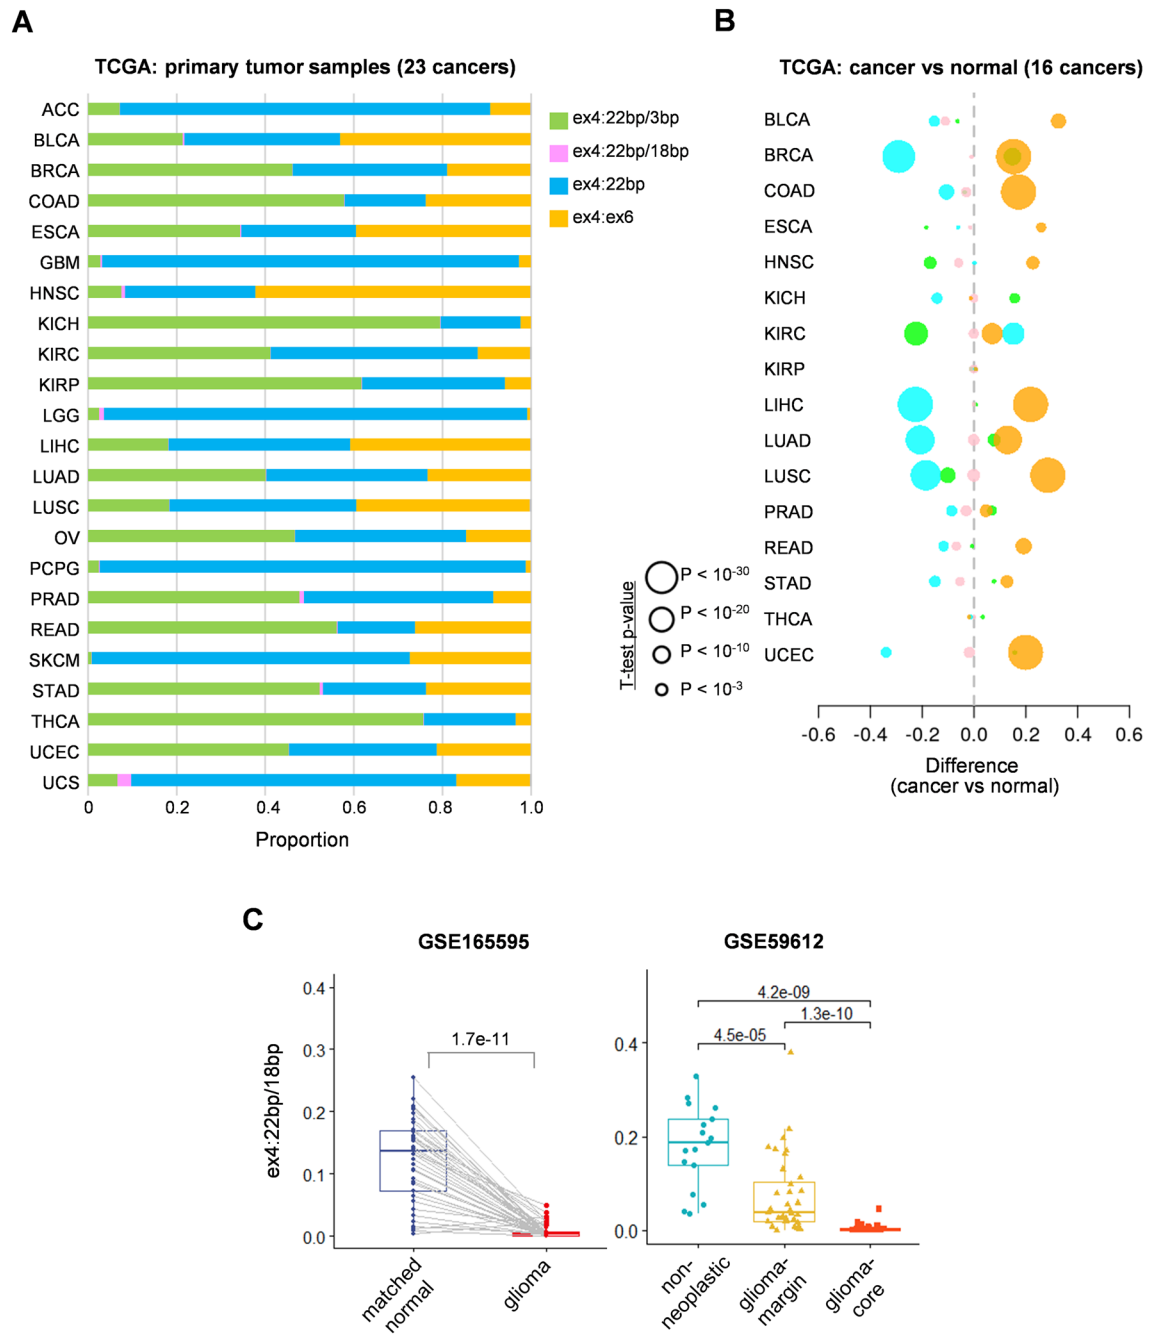 A
TCGA: primary tumor samples (23 cancers)
ACC
BLCA
BRCA
COAD
ESCA
GBM
HNSC
KICH
KIRC
KIRP
LGG
LIHC
LUAD
LUSC
OV
PCPG
PRAD
READ
SKCM
STAD
THCA
UCEC
UCS
0 0.2 0.4 0.6 0.8 1.0
Proportion
ex4:22bp/3bp
ex4:22bp/18bp
ex4:22bp
ex4:ex6
B
TCGA: cancer vs normal (16 cancers)
BLCA
BRCA
COAD
ESCA
HNSC
KICH
KIRC
KIRP
LIHC
LUAD
LUSC
PRAD
READ
STAD
THCA
UCEC
T-test p-value
P < 10-30
P < 10-20
P < 10-10
P < 10-3
-0.6 -0.4 -0.2 0.0 0.2 0.4 0.6
Difference
(cancer vs normal)
C
GSE165595
ex4:22bp/18bp
0.4
0.3
0.2
0.1
0.0
1.7e-11
matched
normal
glioma
GSE59612
0.4
0.2
0.0
4.2e-09
1.3e-10
4.5e-05
non-
neoplastic
glioma-
margin
glioma-
core